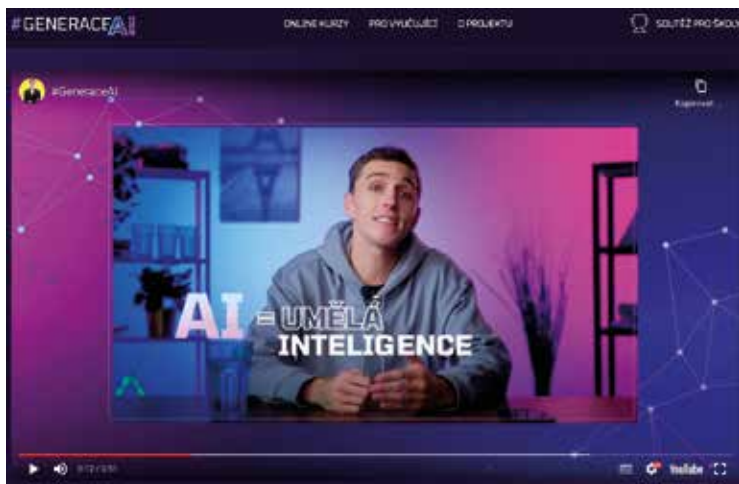 #GENERACEAI
ONLINE KURZY PRO VYUČUJÍCÍ O PROJEKTU SOUTĚŽ PRO ŠKOLY
#GeneraceAI
Kopírovat ...
AI = UMĚLÁ
INTELIGENCE
YouTube